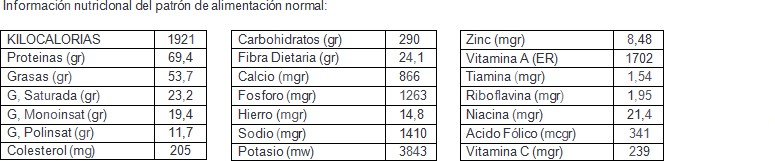 Información nutricional del patrón de alimentación normal:
KILOCALORIAS 1921
Proteinas (gr) 69,4
Grasas (gr) 53,7
G, Saturada (gr) 23,2
G, Monoinsat (gr) 19,4
G, Polinsat (gr) 11,7
Colesterol (mg) 205
Carbohidratos (gr) 290
Fibra Dietaria (gr) 24,1
Calcio (mgr) 866
Fosforo (mgr) 1263
Hierro (mgr) 14,8
Sodio (mgr) 1410
Potasio (mw) 3843
Zinc (mgr) 8,48
Vitamina A (ER) 1702
Tiamina (mgr) 1,54
Riboflavina (mgr) 1,95
Niacina (mgr) 21,4
Acido Fólico (mcgr) 341
Vitamina C (mgr) 239